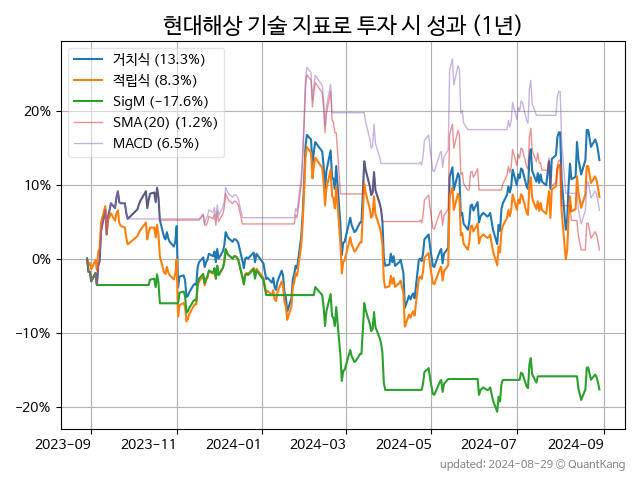 현대해상 기술 지표로 투자 시 성과 (1년)
거치식 (13.3%)
적립식 (8.3%)
SigM (−17.6%)
SMA(20) (1.2%)
MACD (6.5%)
20%
10%
0%
−10%
−20%
2023−09 2023−11 2024−01 2024−03 2024−05 2024−07 2024−09
updated: 2024-08-29 © QuantKang